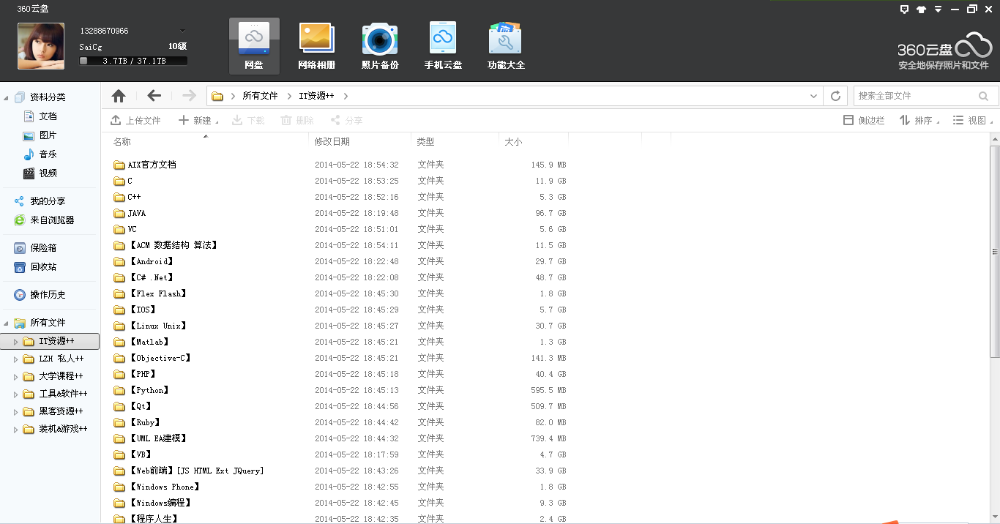 360云盘
13288670966
SaiCg 10级
3.7TB / 37.1TB
网盘 网络相册 照片备份 手机云盘 功能大全
360云盘
安全地保存照片和文件
资料分类
文档
图片
音乐
视频
我的分享
来自浏览器
保险箱
回收站
操作历史
所有文件
IT资源++
LZH 私人++
大学课程++
工具&软件++
黑客资源++
装机&游戏++
所有文件 IT资源++ 搜索全部文件
上传文件 新建 下载 删除 分享 侧边栏 排序 视图
名称 修改日期 类型 大小
AIX官方文档 2014-05-22 18:54:32 文件夹 145.9 MB
C 2014-05-22 18:53:25 文件夹 11.9 GB
C++ 2014-05-22 18:52:16 文件夹 5.3 GB
JAVA 2014-05-22 18:19:48 文件夹 96.7 GB
VC 2014-05-22 18:51:01 文件夹 5.6 GB
【ACM 数据结构 算法】 2014-05-22 18:54:11 文件夹 11.5 GB
【Android】 2014-05-22 18:22:48 文件夹 29.7 GB
【C# .Net】 2014-05-22 18:22:08 文件夹 48.7 GB
【Flex Flash】 2014-05-22 18:45:30 文件夹 1.8 GB
【IOS】 2014-05-22 18:45:29 文件夹 5.7 GB
【Linux Unix】 2014-05-22 18:45:27 文件夹 30.7 GB
【Matlab】 2014-05-22 18:45:21 文件夹 1.3 GB
【Objective-C】 2014-05-22 18:45:21 文件夹 141.3 MB
【PHP】 2014-05-22 18:45:18 文件夹 40.4 GB
【Python】 2014-05-22 18:45:13 文件夹 595.5 MB
【Qt】 2014-05-22 18:44:56 文件夹 509.7 MB
【Ruby】 2014-05-22 18:44:42 文件夹 82.0 MB
【UML EA建模】 2014-05-22 18:44:32 文件夹 739.4 MB
【VB】 2014-05-22 18:17:59 文件夹 4.7 GB
【Web前端】[JS HTML Ext JQuery] 2014-05-22 18:43:26 文件夹 33.9 GB
【Windows Phone】 2014-05-22 18:42:55 文件夹 1.8 GB
【Windows编程】 2014-05-22 18:42:45 文件夹 9.3 GB
【程序人生】 2014-05-22 18:42:35 文件夹 2.4 GB